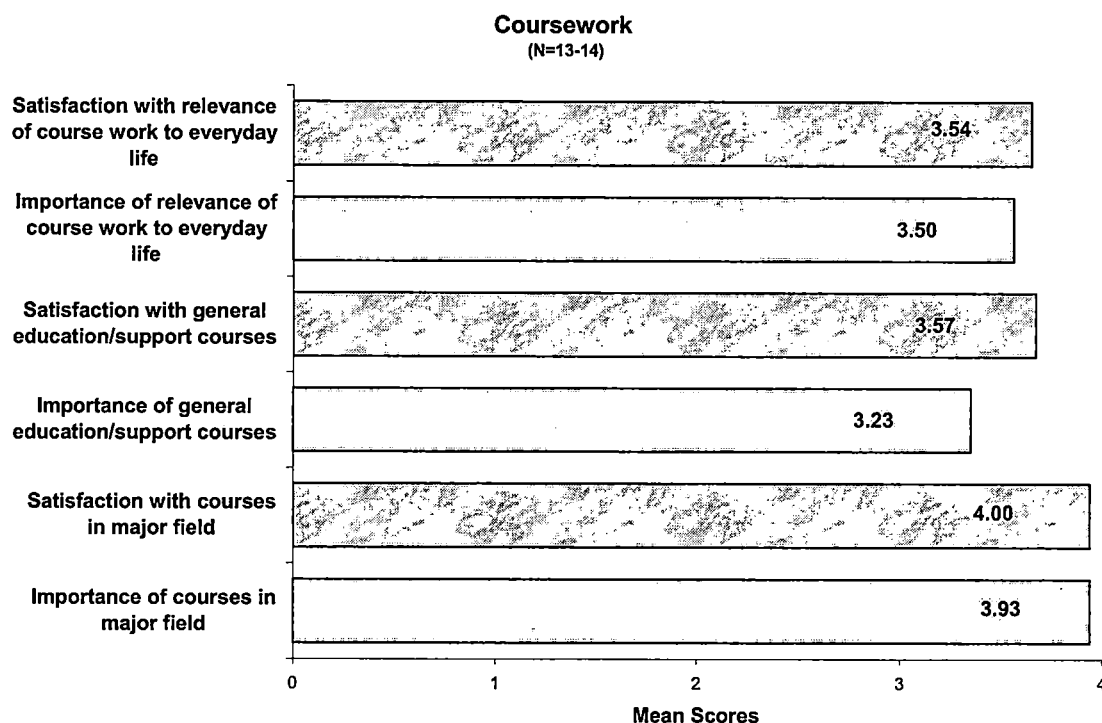 Coursework
(N=13-14)
Satisfaction with relevance
of course work to everyday
life
3.54
Importance of relevance of
course work to everyday
life
3.50
Satisfaction with general
education/support courses
3.57
Importance of general
education/support courses
3.23
Satisfaction with courses
in major field
4.00
Importance of courses in
major field
3.93
0 1 2 3 4
Mean Scores